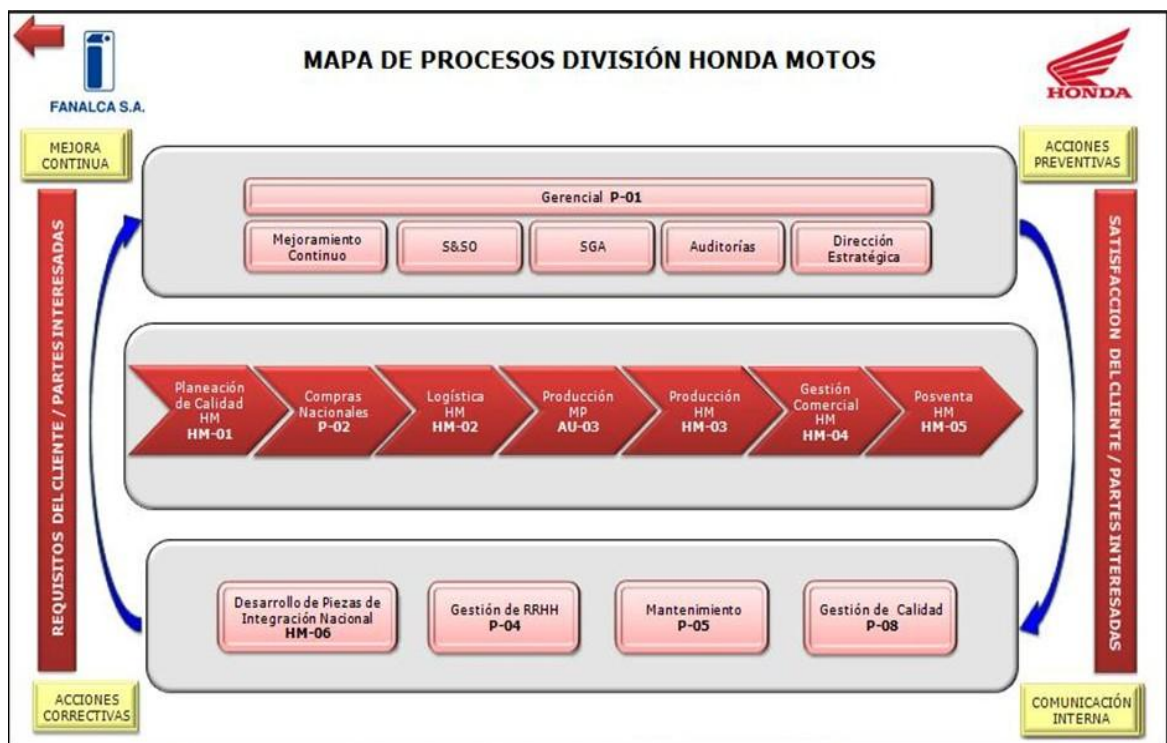 MAPA DE PROCESOS DIVISIÓN HONDA MOTOS
FANALCA S.A.
HONDA
MEJORA
CONTINUA
ACCIONES
PREVENTIVAS
REQUISITOS DEL CLIENTE / PARTES INTERESADAS
SATISFACCION DEL CLIENTE / PARTES INTERESADAS
Gerencial P-01
Mejoramiento
Continuo
S&SO
SGA
Auditorías
Dirección
Estratégica
Planeación
de Calidad
HM
HM-01
Compras
Nacionales
P-02
Logística
HM
HM-02
Producción
MP
AU-03
Producción
HM
HM-03
Gestión
Comercial
HM
HM-04
Posventa
HM
HM-05
Desarrollo de Piezas de
Integración Nacional
HM-06
Gestión de RRHH
P-04
Mantenimiento
P-05
Gestión de Calidad
P-08
ACCIONES
CORRECTIVAS
COMUNICACIÓN
INTERNA